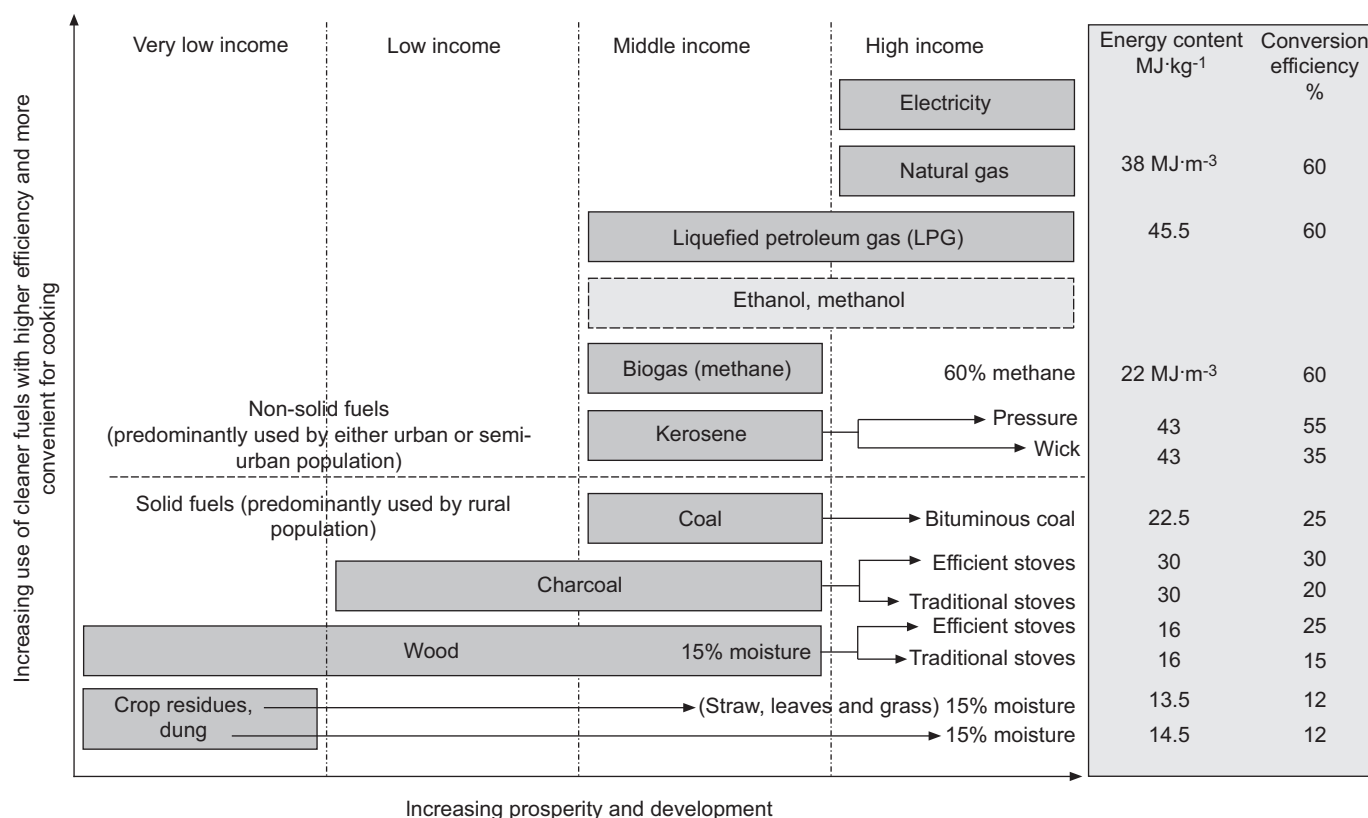 Increasing use of cleaner fuels with higher efficiency and more
convenient for cooking
Very low income
Low income
Middle income
High income
Energy content
MJ·kg-1
Conversion
efficiency
%
Electricity
Natural gas
38 MJ·m-3
60
Liquefied petroleum gas (LPG)
45.5
60
Ethanol, methanol
Biogas (methane)
60% methane
22 MJ·m-3
60
Non-solid fuels
(predominantly used by either urban or semi-
urban population)
Kerosene
Pressure
43
55
Wick
43
35
Solid fuels (predominantly used by rural
population)
Coal
Bituminous coal
22.5
25
Charcoal
Efficient stoves
30
30
Traditional stoves
30
20
Wood
15% moisture
Efficient stoves
16
25
Traditional stoves
16
15
Crop residues,
dung
(Straw, leaves and grass) 15% moisture
13.5
12
15% moisture
14.5
12
Increasing prosperity and development